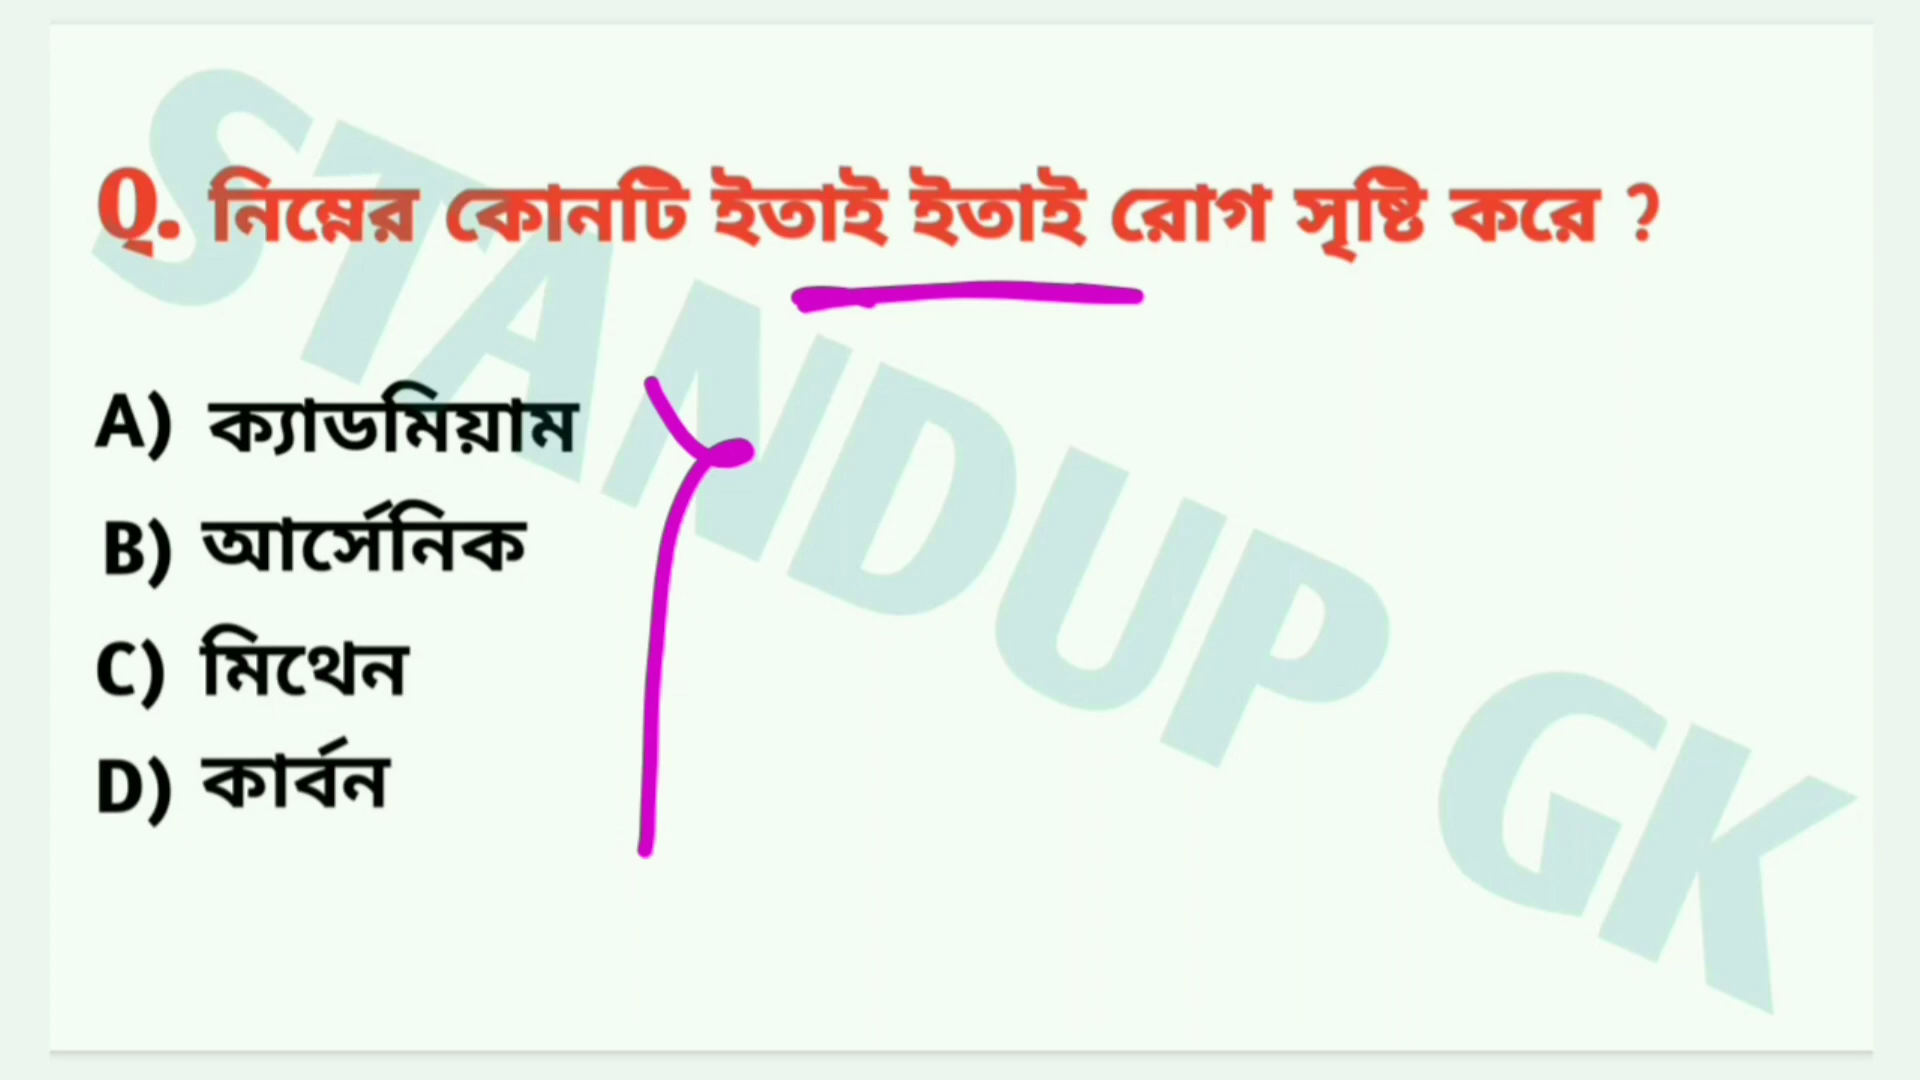 Q. নিম্নের কোনটি ইতাই ইতাই রোগ সৃষ্টি করে ?
A) ক্যাডমিয়াম
B) আর্সেনিক
C) মিথেন
D) কার্বন
STANDUP GK